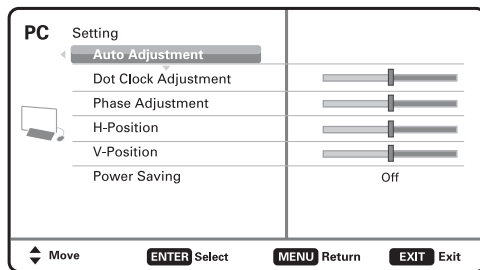 PC Setting
Auto Adjustment
Dot Clock Adjustment
Phase Adjustment
H-Position
V-Position
Power Saving Off
Move ENTER Select MENU Return EXIT Exit